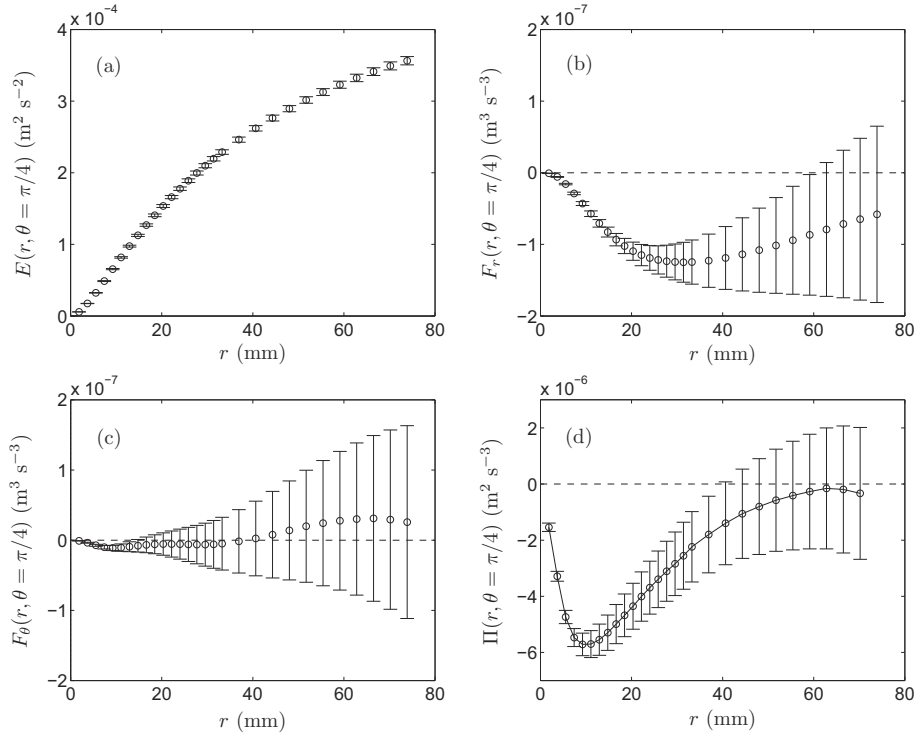 x 10⁻⁴
4
3
2
1
0
0 20 40 60 80
(a)
E(r, θ = π/4) (m² s⁻²)
r (mm)
x 10⁻⁷
2
1
0
−1
−2
0 20 40 60 80
(b)
F_r(r, θ = π/4) (m³ s⁻³)
r (mm)
x 10⁻⁷
2
1
0
−1
−2
0 20 40 60 80
(c)
F_θ(r, θ = π/4) (m³ s⁻³)
r (mm)
x 10⁻⁶
2
0
−2
−4
−6
0 20 40 60 80
(d)
Π(r, θ = π/4) (m² s⁻³)
r (mm)